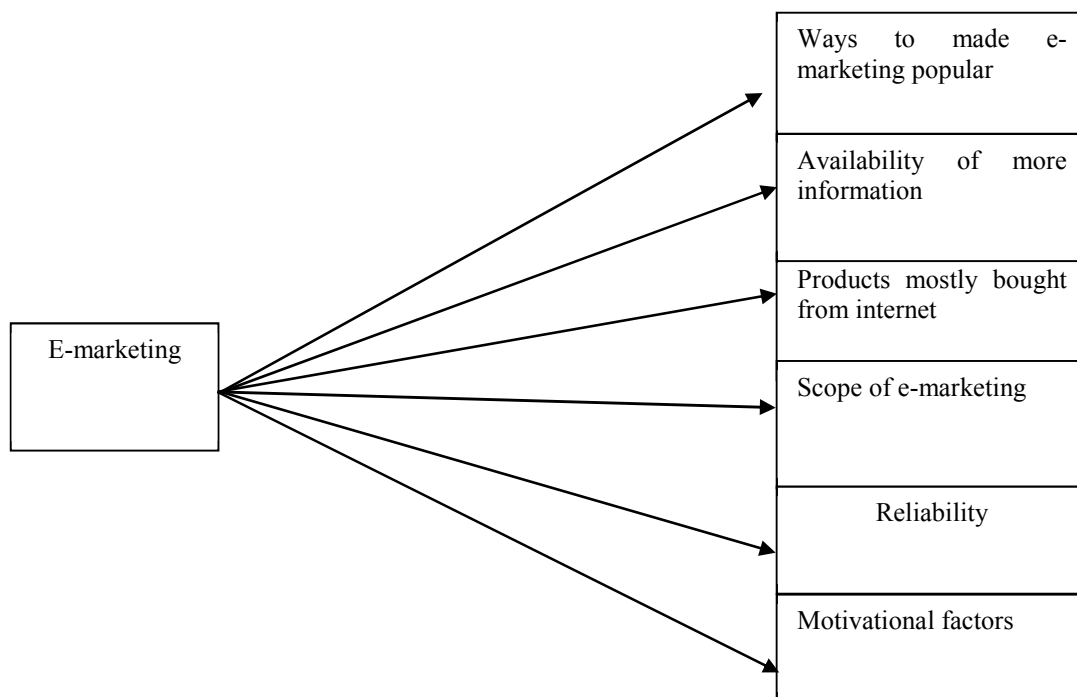 Ways to made e-
marketing popular
Availability of more
information
Products mostly bought
from internet
E-marketing
Scope of e-marketing
Reliability
Motivational factors